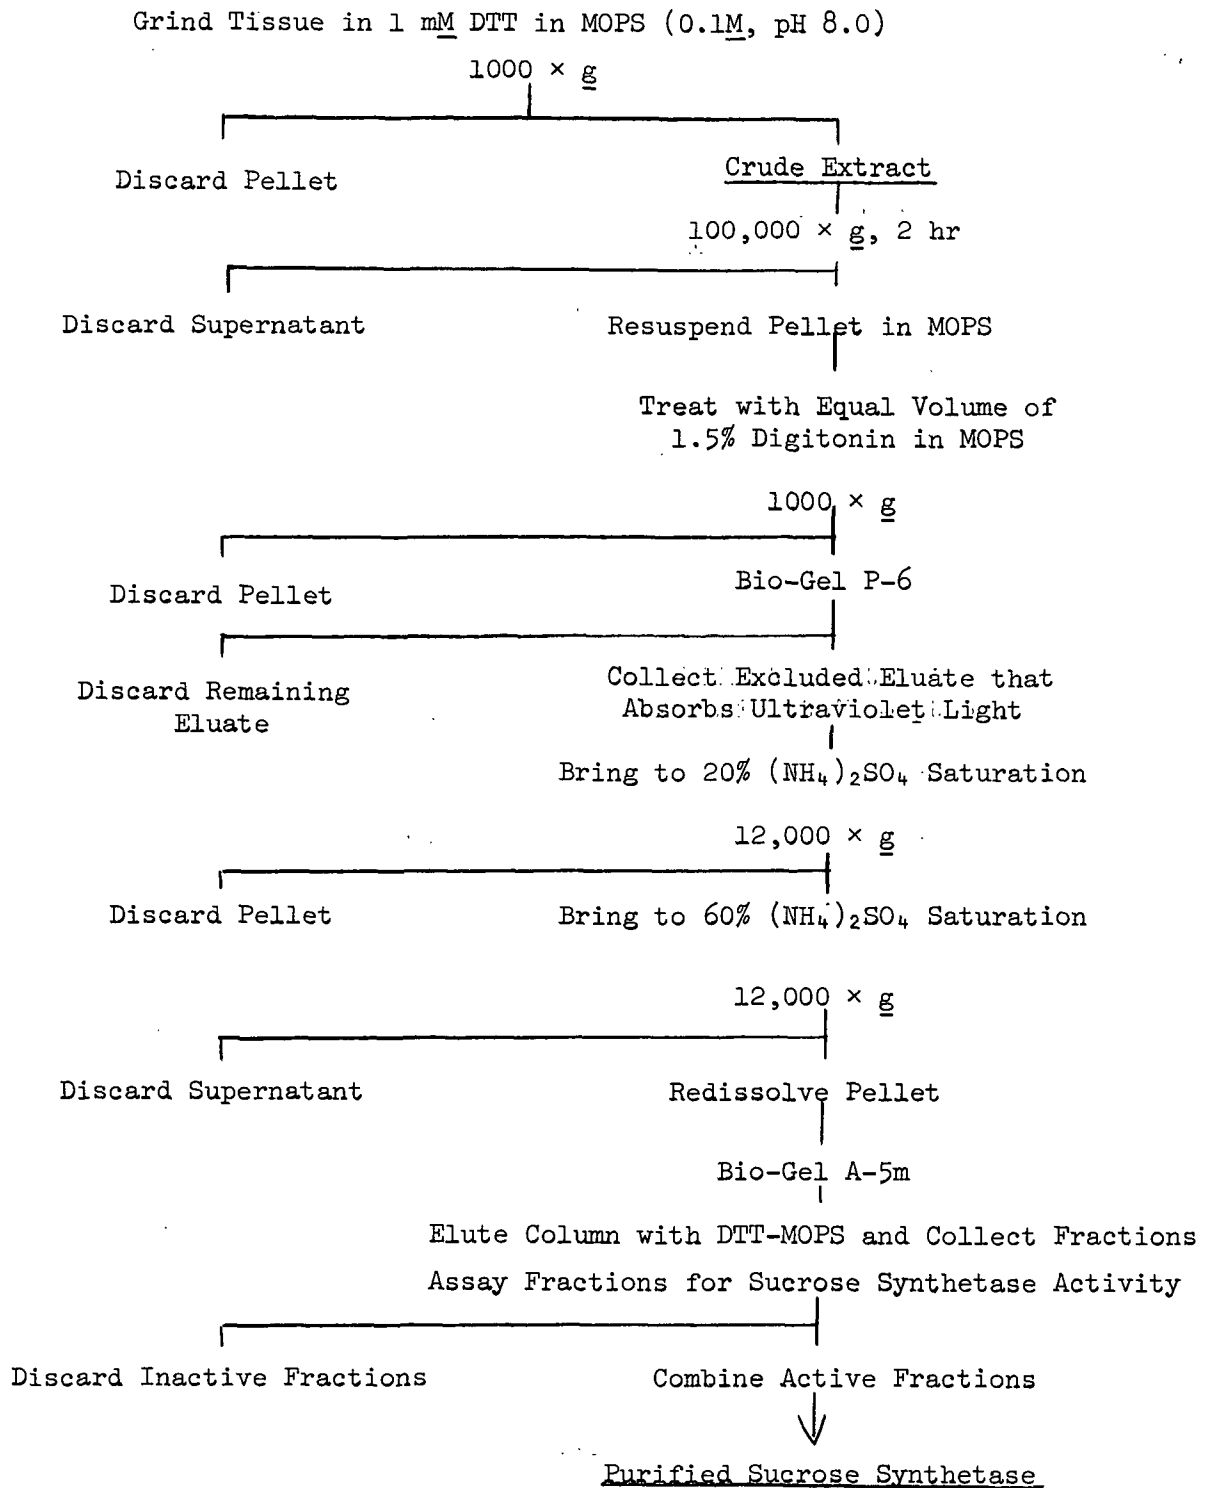 Grind Tissue in 1 mM DTT in MOPS (0.1M, pH 8.0)
1000 × g
Discard Pellet
Crude Extract
100,000 × g, 2 hr
Discard Supernatant
Resuspend Pellet in MOPS
Treat with Equal Volume of
1.5% Digitonin in MOPS
1000 × g
Discard Pellet
Bio-Gel P-6
Discard Remaining
Eluate
Collect Excluded Eluate that
Absorbs Ultraviolet Light
Bring to 20% (NH₄)₂SO₄ Saturation
12,000 × g
Discard Pellet
Bring to 60% (NH₄)₂SO₄ Saturation
12,000 × g
Discard Supernatant
Redissolve Pellet
Bio-Gel A-5m
Elute Column with DTT-MOPS and Collect Fractions
Assay Fractions for Sucrose Synthetase Activity
Discard Inactive Fractions
Combine Active Fractions
Purified Sucrose Synthetase